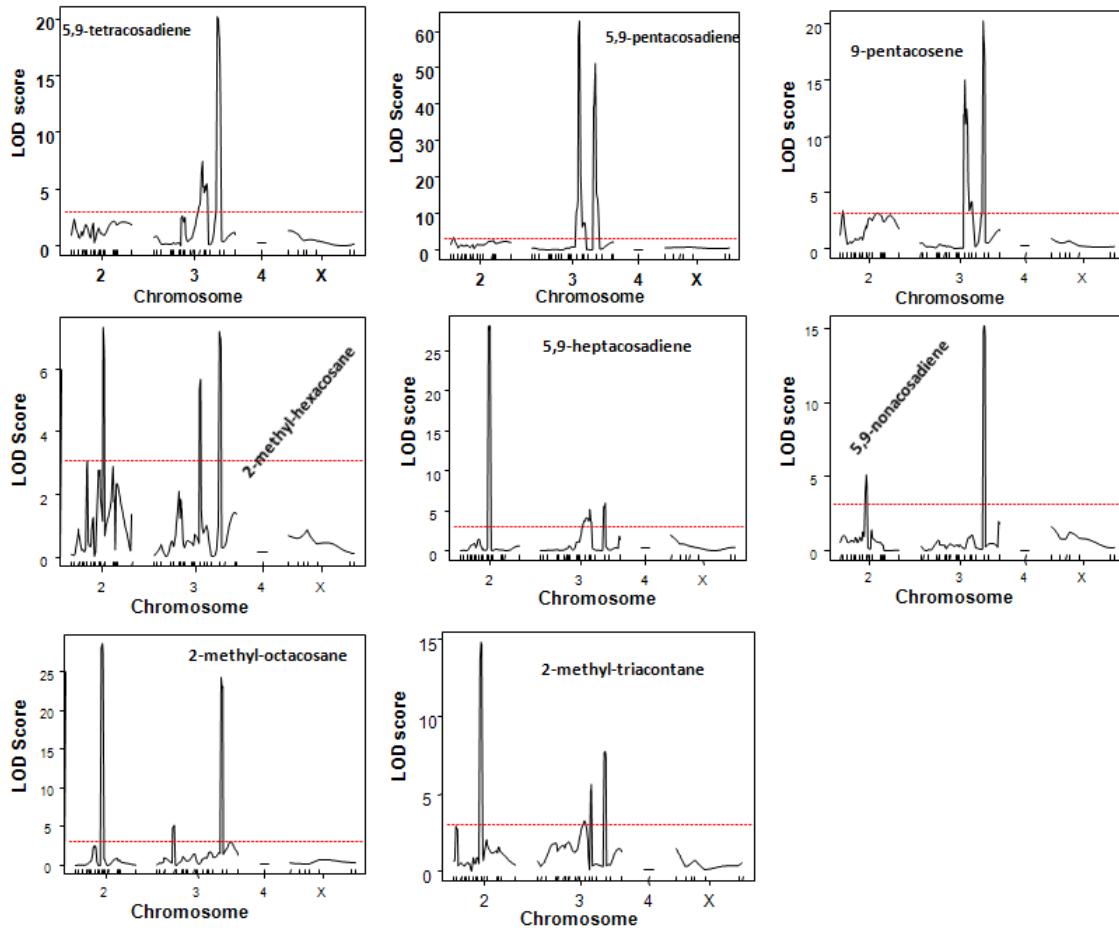 5,9-tetracosadiene
LOD score
20
15
10
5
0
2 3 4 X
Chromosome
5,9-pentacosadiene
LOD score
60
50
40
30
20
10
0
2 3 4 X
Chromosome
9-pentacosene
LOD score
20
15
10
5
0
2 3 4 X
Chromosome
2-methyl-hexacosane
LOD Score
6
4
2
0
2 3 4 X
Chromosome
5,9-heptacosadiene
LOD score
25
20
15
10
5
0
2 3 4 X
Chromosome
5,9-nonacosadiene
LOD score
15
10
5
0
2 3 4 X
Chromosome
2-methyl-octacosane
LOD score
25
20
15
10
5
0
2 3 4 X
Chromosome
2-methyl-triacontane
LOD score
15
10
5
0
2 3 4 X
Chromosome